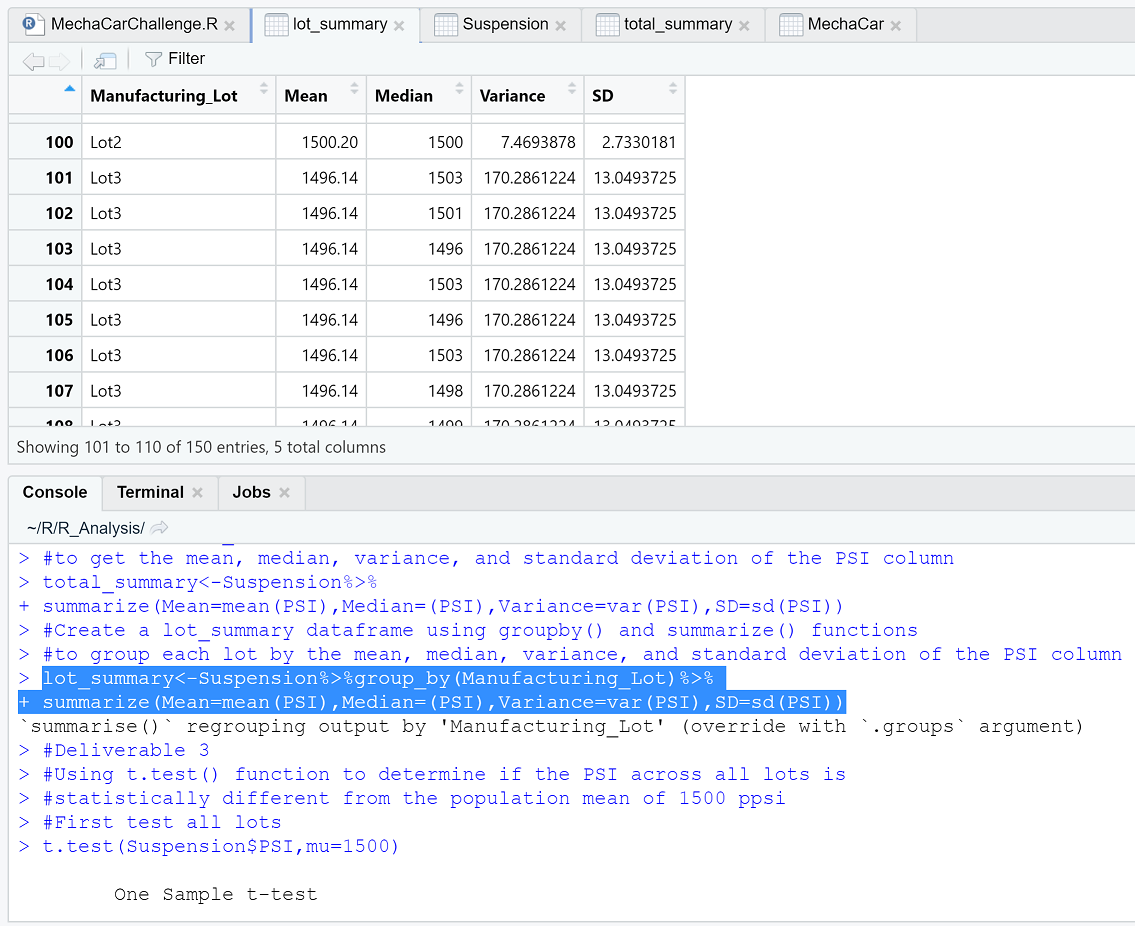 MechaCarChallenge.R lot_summary Suspension total_summary MechaCar
Filter
Manufacturing_Lot Mean Median Variance SD
100 Lot2 1500.20 1500 7.4693878 2.7330181
101 Lot3 1496.14 1503 170.2861224 13.0493725
102 Lot3 1496.14 1501 170.2861224 13.0493725
103 Lot3 1496.14 1496 170.2861224 13.0493725
104 Lot3 1496.14 1503 170.2861224 13.0493725
105 Lot3 1496.14 1496 170.2861224 13.0493725
106 Lot3 1496.14 1503 170.2861224 13.0493725
107 Lot3 1496.14 1498 170.2861224 13.0493725
108 Lot3 1496.14 1499 170.2861224 13.0493725
Showing 101 to 110 of 150 entries, 5 total columns
Console Terminal Jobs
~/R/R_Analysis/
> #to get the mean, median, variance, and standard deviation of the PSI column
> total_summary<-Suspension%>%
+ summarize(Mean=mean(PSI),Median=(PSI),Variance=var(PSI),SD=sd(PSI))
> #Create a lot_summary dataframe using groupby() and summarize() functions
> #to group each lot by the mean, median, variance, and standard deviation of the PSI column
> lot_summary<-Suspension%>%group_by(Manufacturing_Lot)%>%
+ summarize(Mean=mean(PSI),Median=(PSI),Variance=var(PSI),SD=sd(PSI))
`summarise()` regrouping output by 'Manufacturing_Lot' (override with `.groups` argument)
> #Deliverable 3
> #Using t.test() function to determine if the PSI across all lots is
> #statistically different from the population mean of 1500 ppsi
> #First test all lots
> t.test(Suspension$PSI,mu=1500)
One Sample t-test